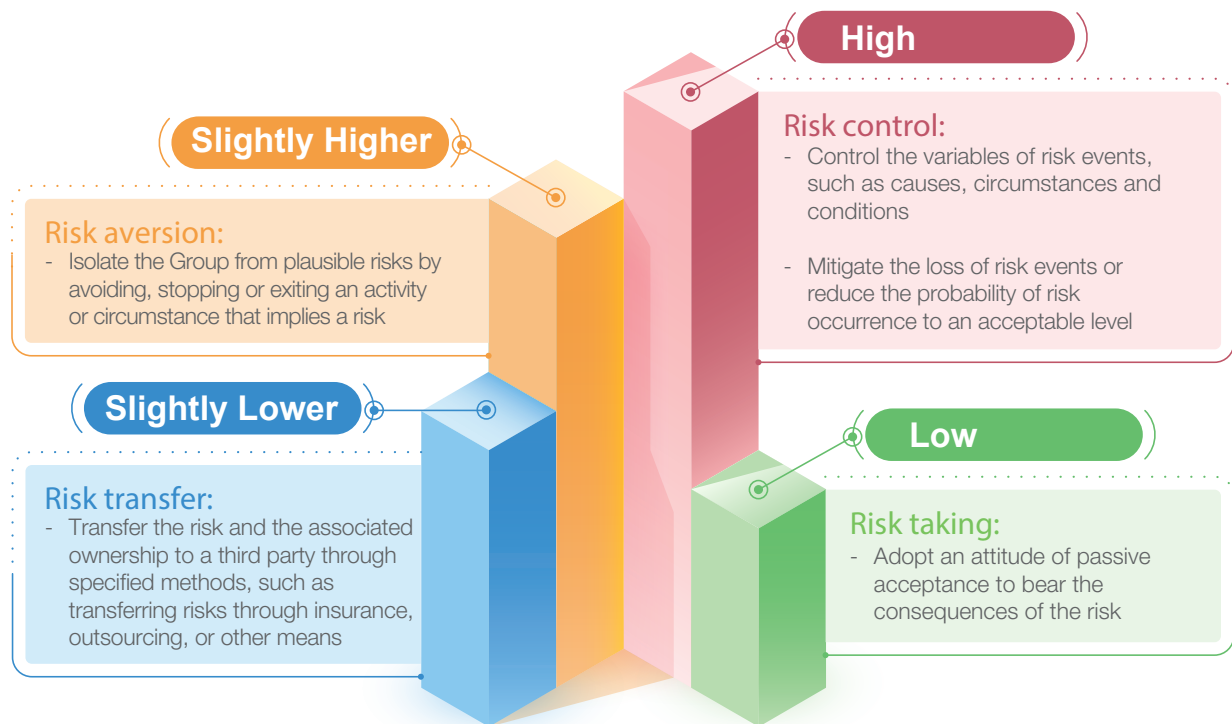 High
Risk control:
- Control the variables of risk events,
such as causes, circumstances and
conditions
- Mitigate the loss of risk events or
reduce the probability of risk
occurrence to an acceptable level
Slightly Higher
Risk aversion:
- Isolate the Group from plausible risks by
avoiding, stopping or exiting an activity
or circumstance that implies a risk
Slightly Lower
Risk transfer:
- Transfer the risk and the associated
ownership to a third party through
specified methods, such as
transferring risks through insurance,
outsourcing, or other means
Low
Risk taking:
- Adopt an attitude of passive
acceptance to bear the
consequences of the risk